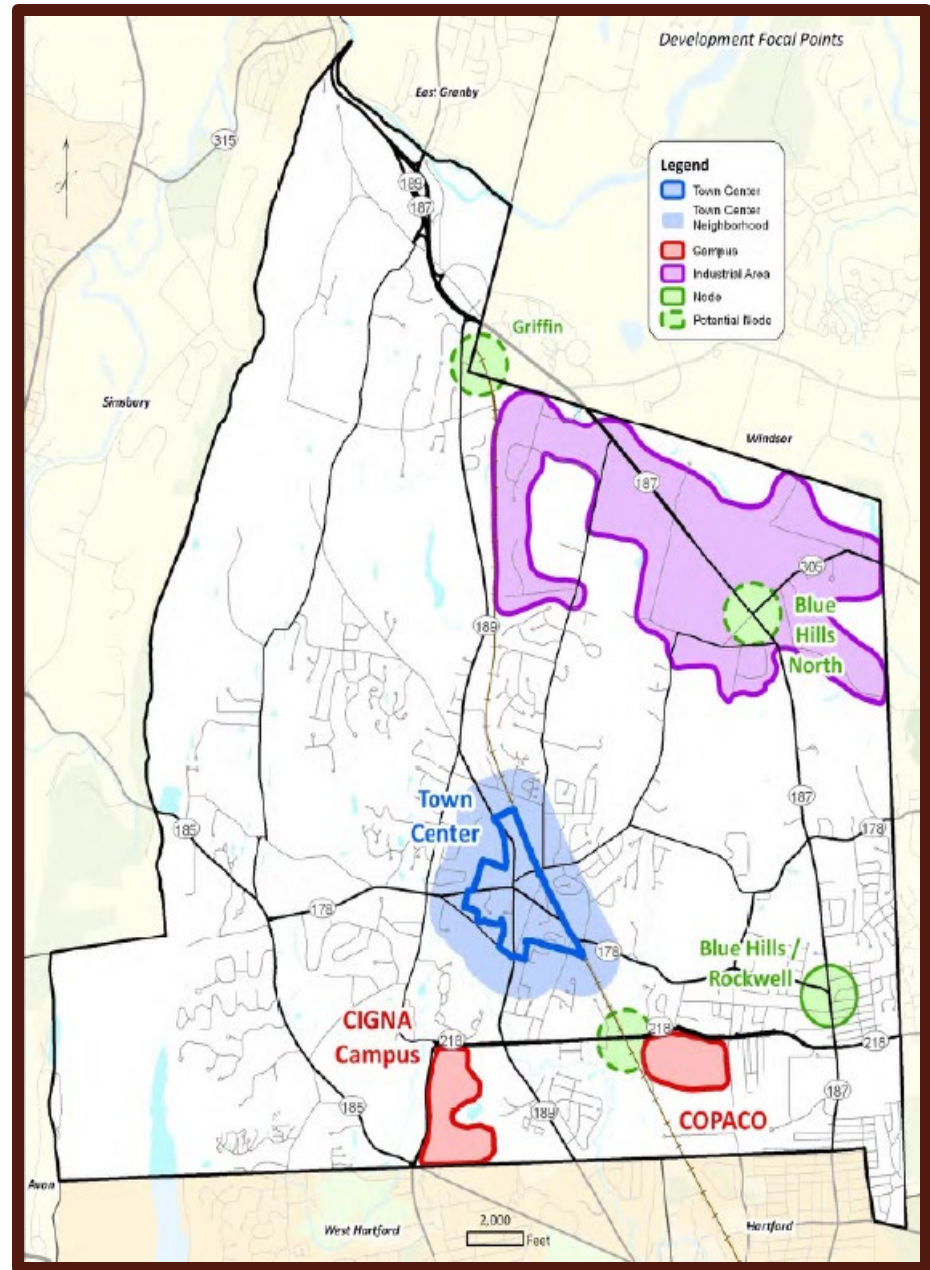 Development Focal Points
East Granby
315
189
187
Legend
Town Center
Town Center
Neighborhood
Campus
Industrial Area
Node
Potential Node
Griffin
Simsbury
Windsor
187
305
Blue
Hills
North
189
187
Town
Center
185
178
178
178
Blue Hills /
Rockwell
CIGNA
Campus
218
218
218
185
189
187
COPACO
Avon
West Hartford
2,000
Feet
Hartford